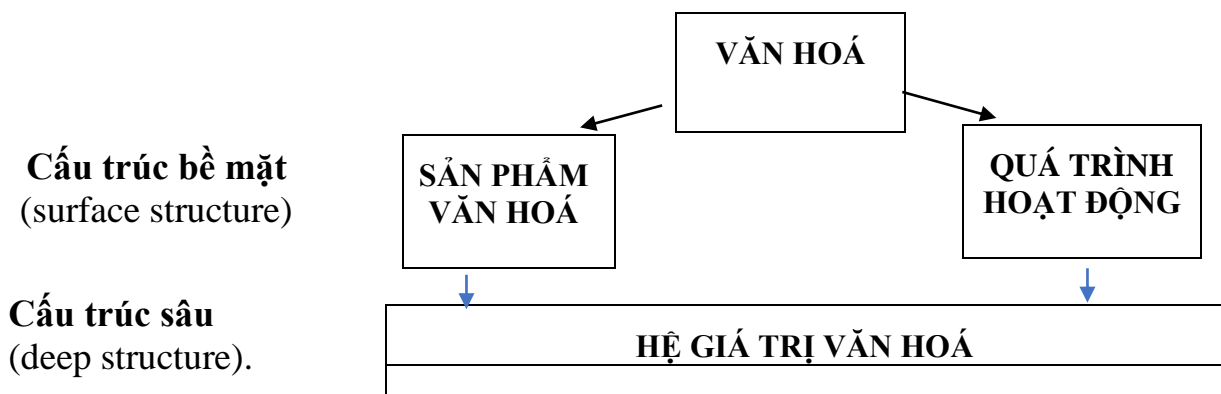 VĂN HOÁ
Cấu trúc bề mặt
(surface structure)
SẢN PHẨM
VĂN HOÁ
QUÁ TRÌNH
HOẠT ĐỘNG
Cấu trúc sâu
(deep structure).
HỆ GIÁ TRỊ VĂN HOÁ